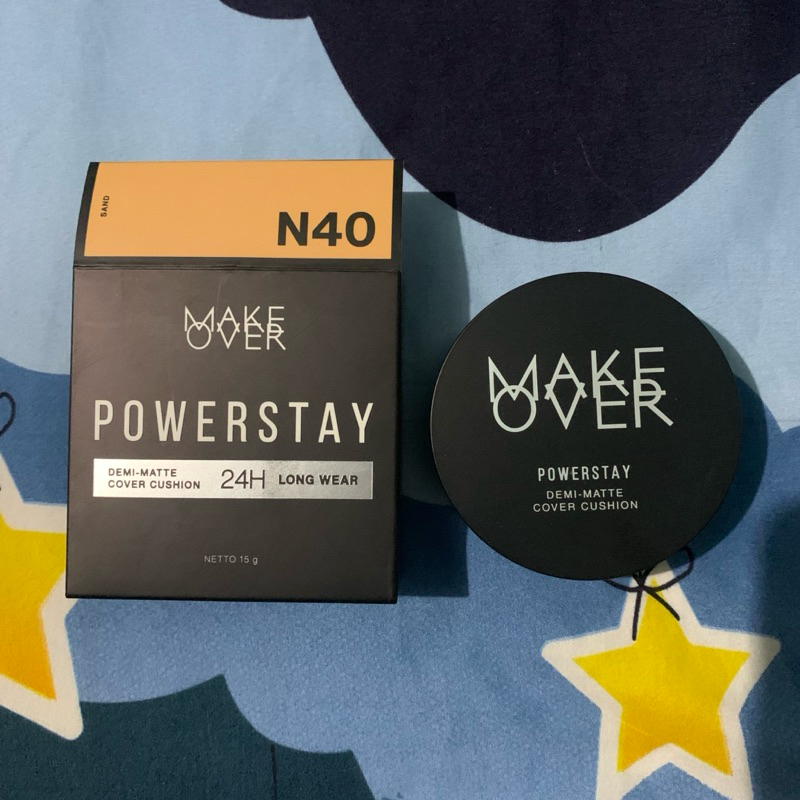 SAND
N40
MAKE
OVER
POWERSTAY
DEMI-MATTE
COVER CUSHION
24H
LONG WEAR
NETTO 15 g
MAKE
OVER
POWERSTAY
DEMI-MATTE
COVER CUSHION